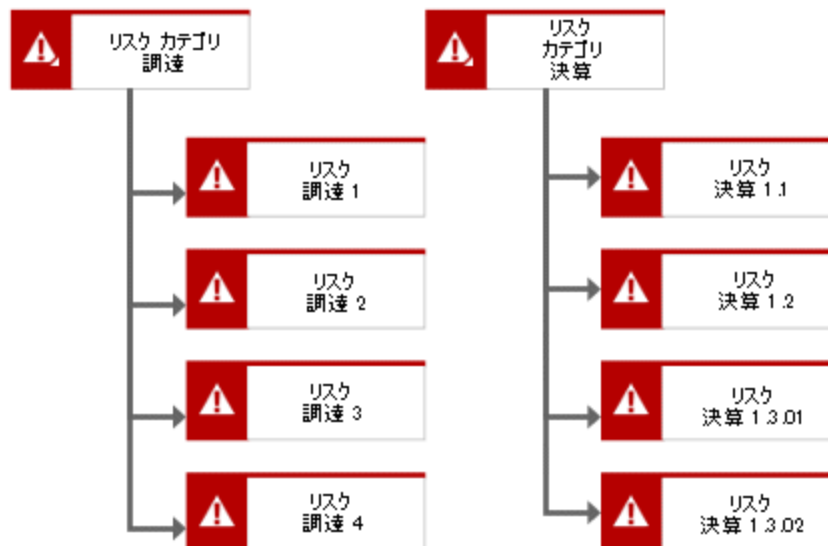 リスク カテゴリ
調達
リスク
調達 1
リスク
調達 2
リスク
調達 3
リスク
調達 4
リスク
カテゴリ
決算
リスク
決算 1.1
リスク
決算 1.2
リスク
決算 1.3.01
リスク
決算 1.3.02